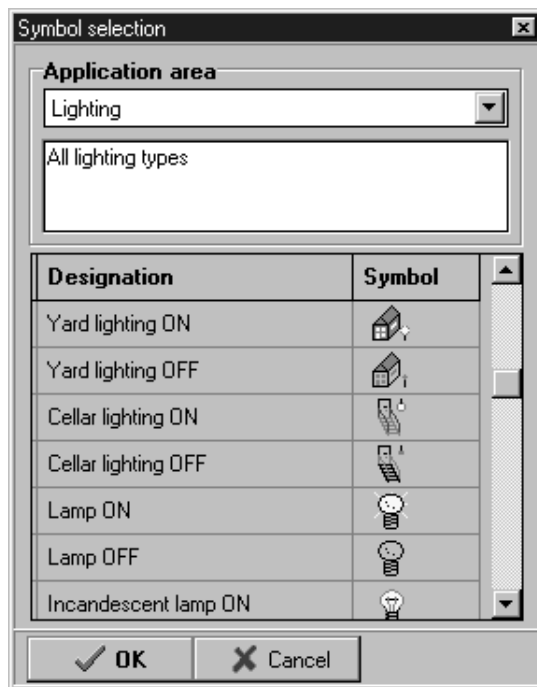 Symbol selection
Application area
Lighting
All lighting types
Designation Symbol
Yard lighting ON
Yard lighting OFF
Cellar lighting ON
Cellar lighting OFF
Lamp ON
Lamp OFF
Incandescent lamp ON
OK Cancel